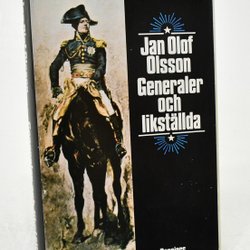 Jan Olof
Olsson
Generaler
och
likställda